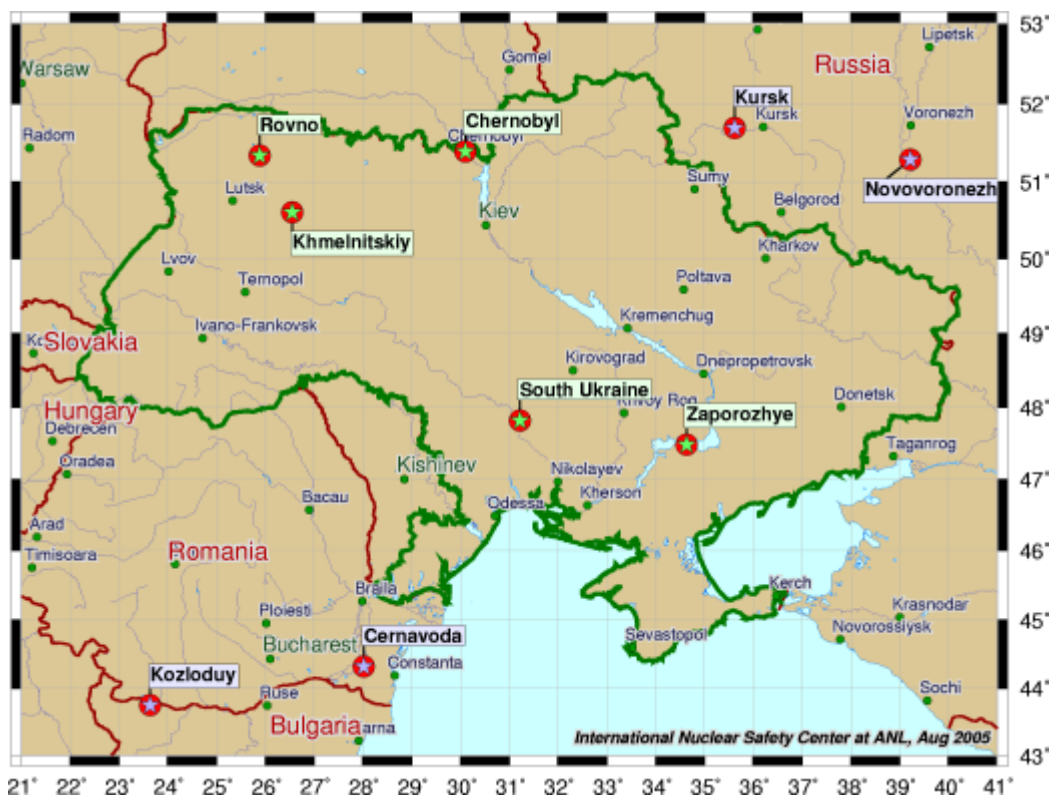 53°
Lipetsk
Gomel
Russia
Warsaw
52°
Kursk
Rovno
Chernobyl
Kursk
Voronezh
Radom
Chernobyl
51°
Lutsk
Sumy
Novovoronezh
Kiev
Belgorod
Khmelnitskiy
Kharkov
50°
Lvov
Ternopol
Poltava
49°
Ivano-Frankovsk
Kremenchug
Slovakia
Kirovograd
Dnepropetrovsk
South Ukraine
Donetsk
48°
Hungary
Krivoy Rog
Zaporozhye
Debrecen
Taganrog
Oradea
Kishinev
Nikolayev
47°
Bacau
Odessa
Kherson
Arad
Romania
46°
Timisoara
Braila
Kerch
Ploiesti
Krasnodar
45°
Bucharest
Cernavoda
Sevastopol
Novorossiysk
Kozloduy
Constanta
Ruse
Sochi
44°
Bulgaria
arna
International Nuclear Safety Center at ANL, Aug 2005
43°
21° 22° 23° 24° 25° 26° 27° 28° 29° 30° 31° 32° 33° 34° 35° 36° 37° 38° 39° 40° 41°